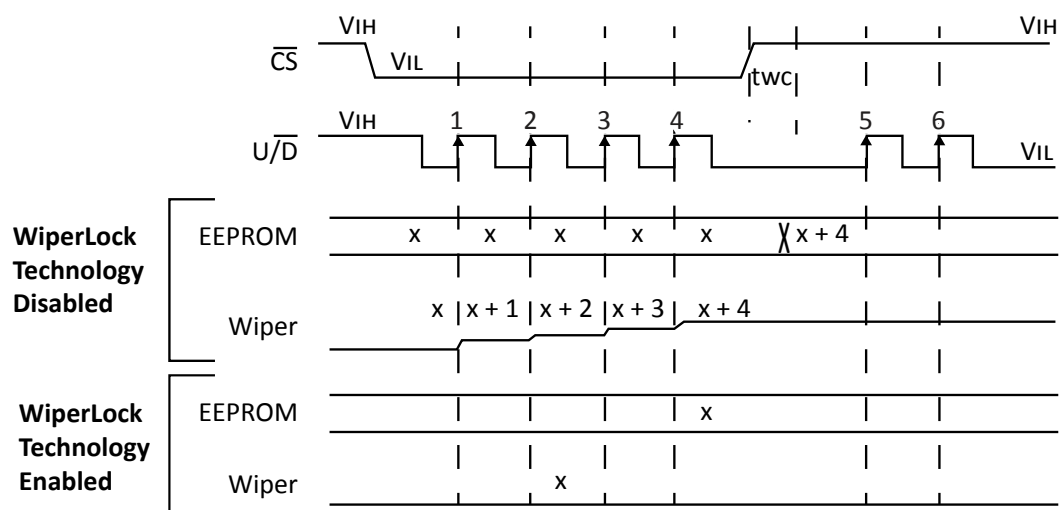 VIH
VIH
CS
VIL
twc
VIH
1
2
3
4
5
6
U/D
VIL
WiperLock
Technology
Disabled
EEPROM
x
x
x
x
x
x + 4
Wiper
x
x + 1
x + 2
x + 3
x + 4
WiperLock
Technology
Enabled
EEPROM
x
Wiper
x